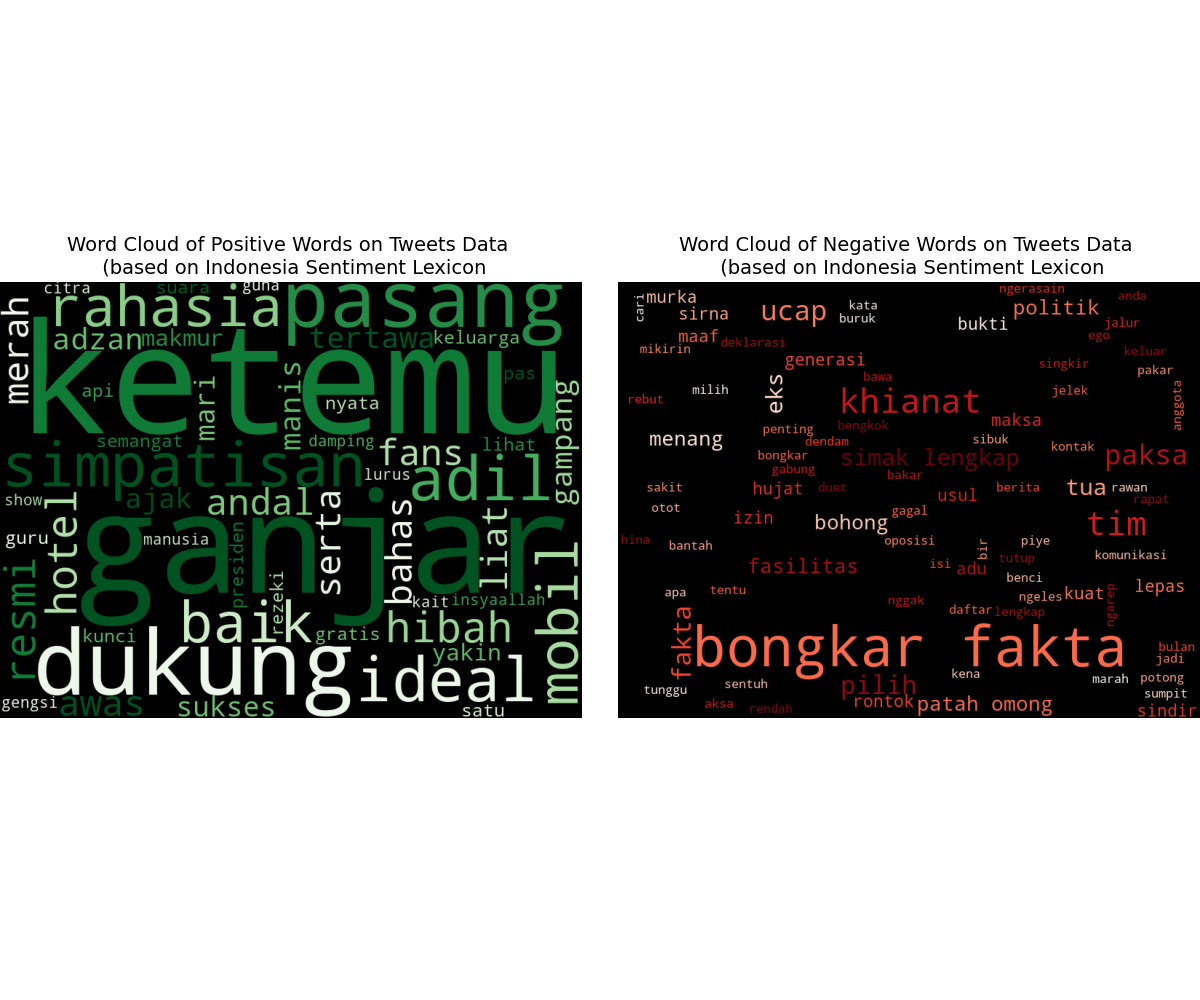 Word Cloud of Positive Words on Tweets Data
(based on Indonesia Sentiment Lexicon
citra
suara
guna
merah
rahasia
pasang
adzan
makmur
tertawa
keluarga
ketemu
api
mari
manis
nyata
pas
gampang
semangat
damping
fans
lihat
simpatisan
lurus
adil
show
ajak
andal
serta
bahas
liat
hotel
ganjar
guru
manusia
presiden
mobil
resmi
rezeki
kait
insyaallah
baik
kunci
gratis
hibah
dukung
yakin
ideal
gengsi
awas
sukses
satu
Word Cloud of Negative Words on Tweets Data
(based on Indonesia Sentiment Lexicon
cari
murka
sirna
ucap
kata
buruk
ngerasain
anda
politik
bukti
jalur
maaf
deklarasi
ego
mikirin
generasi
keluar
singkir
pakar
bawa
milih
eks
rebut
khianat
jelek
anggota
maksa
penting
bengkok
menang
dendam
sibuk
kontak
bongkar
simak lengkap
paksa
gabung
bakar
sakit
hujat
duet
usul
berita
tua
rawan
rapat
otot
izin
bohong
gagal
tim
hina
bantah
oposisi
bir
piye
komunikasi
fasilitas
isi
adu
tutup
benci
apa
tentu
nggak
ngeles
kuat
ngarep
lepas
daftar
lengkap
fakta
bongkar fakta
bulan
jadi
tunggu
sentuh
pilih
kena
marah
potong
sumpit
aksa
rendah
rontok
patah omong
sindir